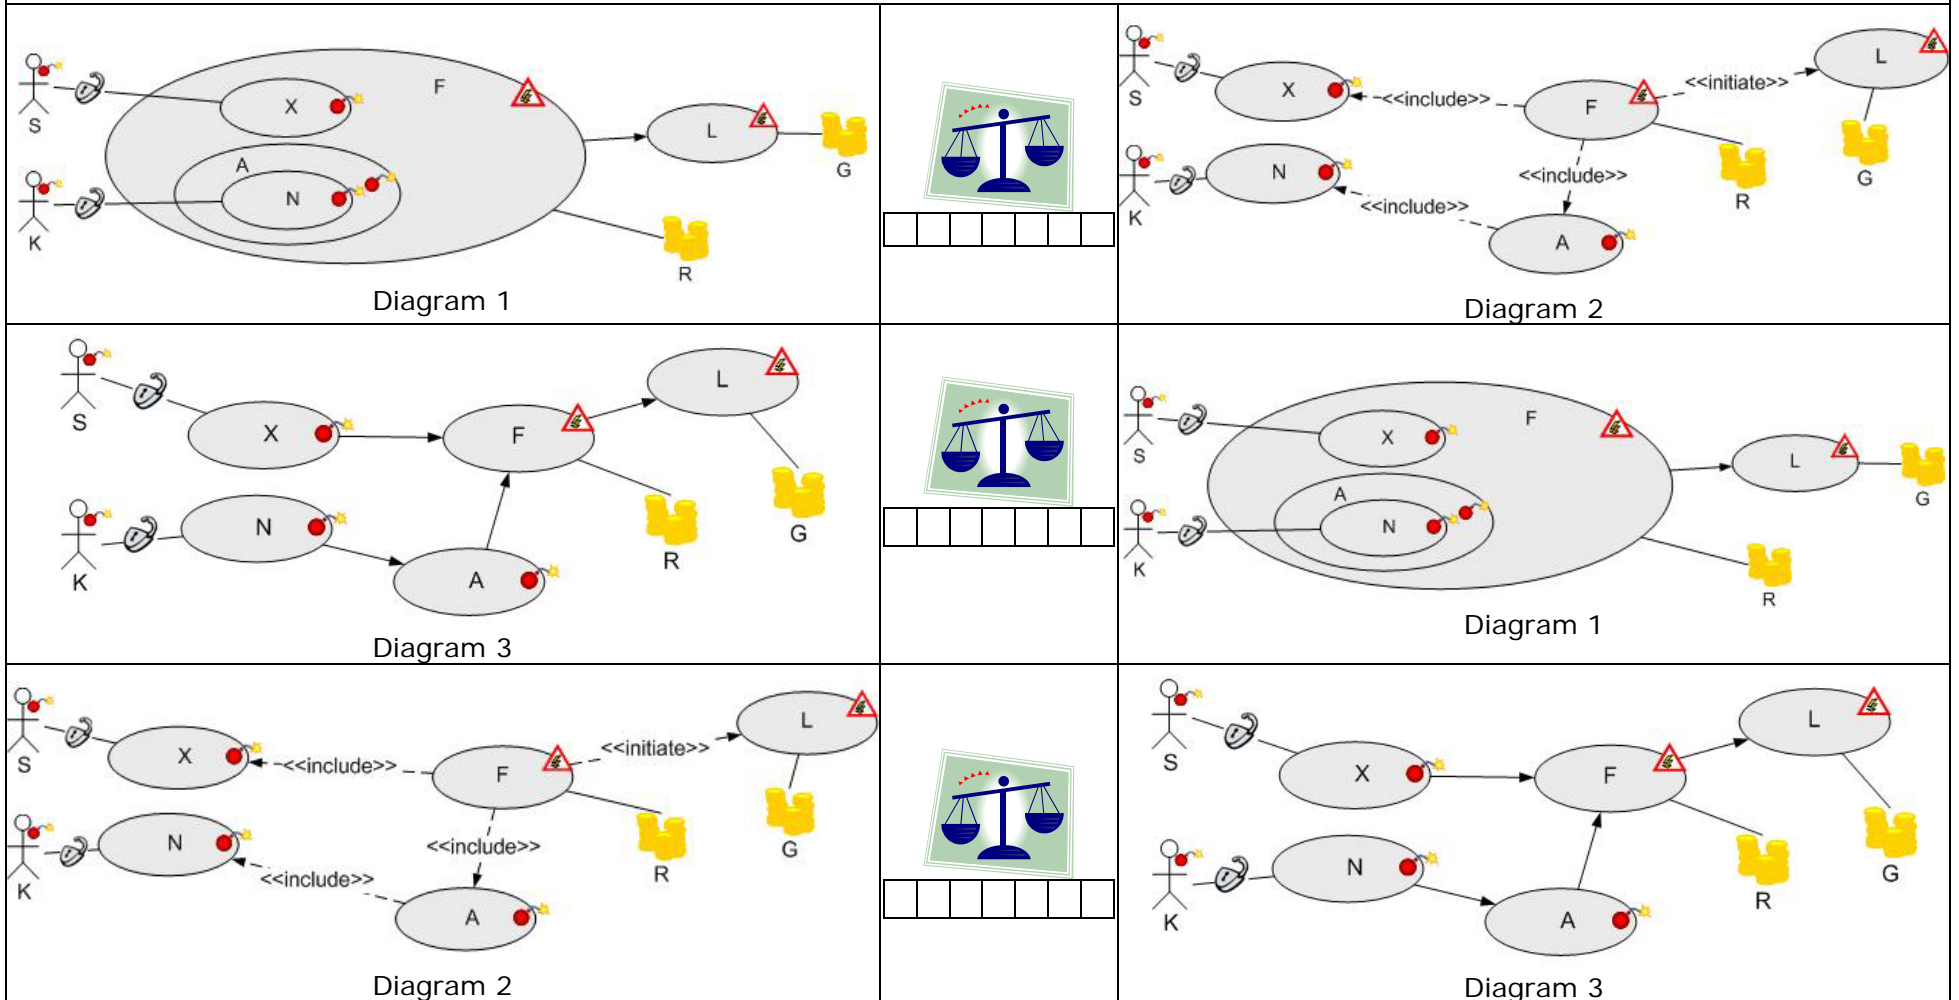 S
K
X
A
N
F
L
G
R
Diagram 1
S
K
X
N
<<include>>
<<include>>
<<include>>
F
A
<<initiate>>
L
G
R
Diagram 2
S
K
X
N
F
A
L
G
R
Diagram 3
S
K
X
A
N
F
L
G
R
Diagram 1
S
K
X
N
<<include>>
<<include>>
<<include>>
F
A
<<initiate>>
L
G
R
Diagram 2
S
K
X
N
F
A
L
G
R
Diagram 3